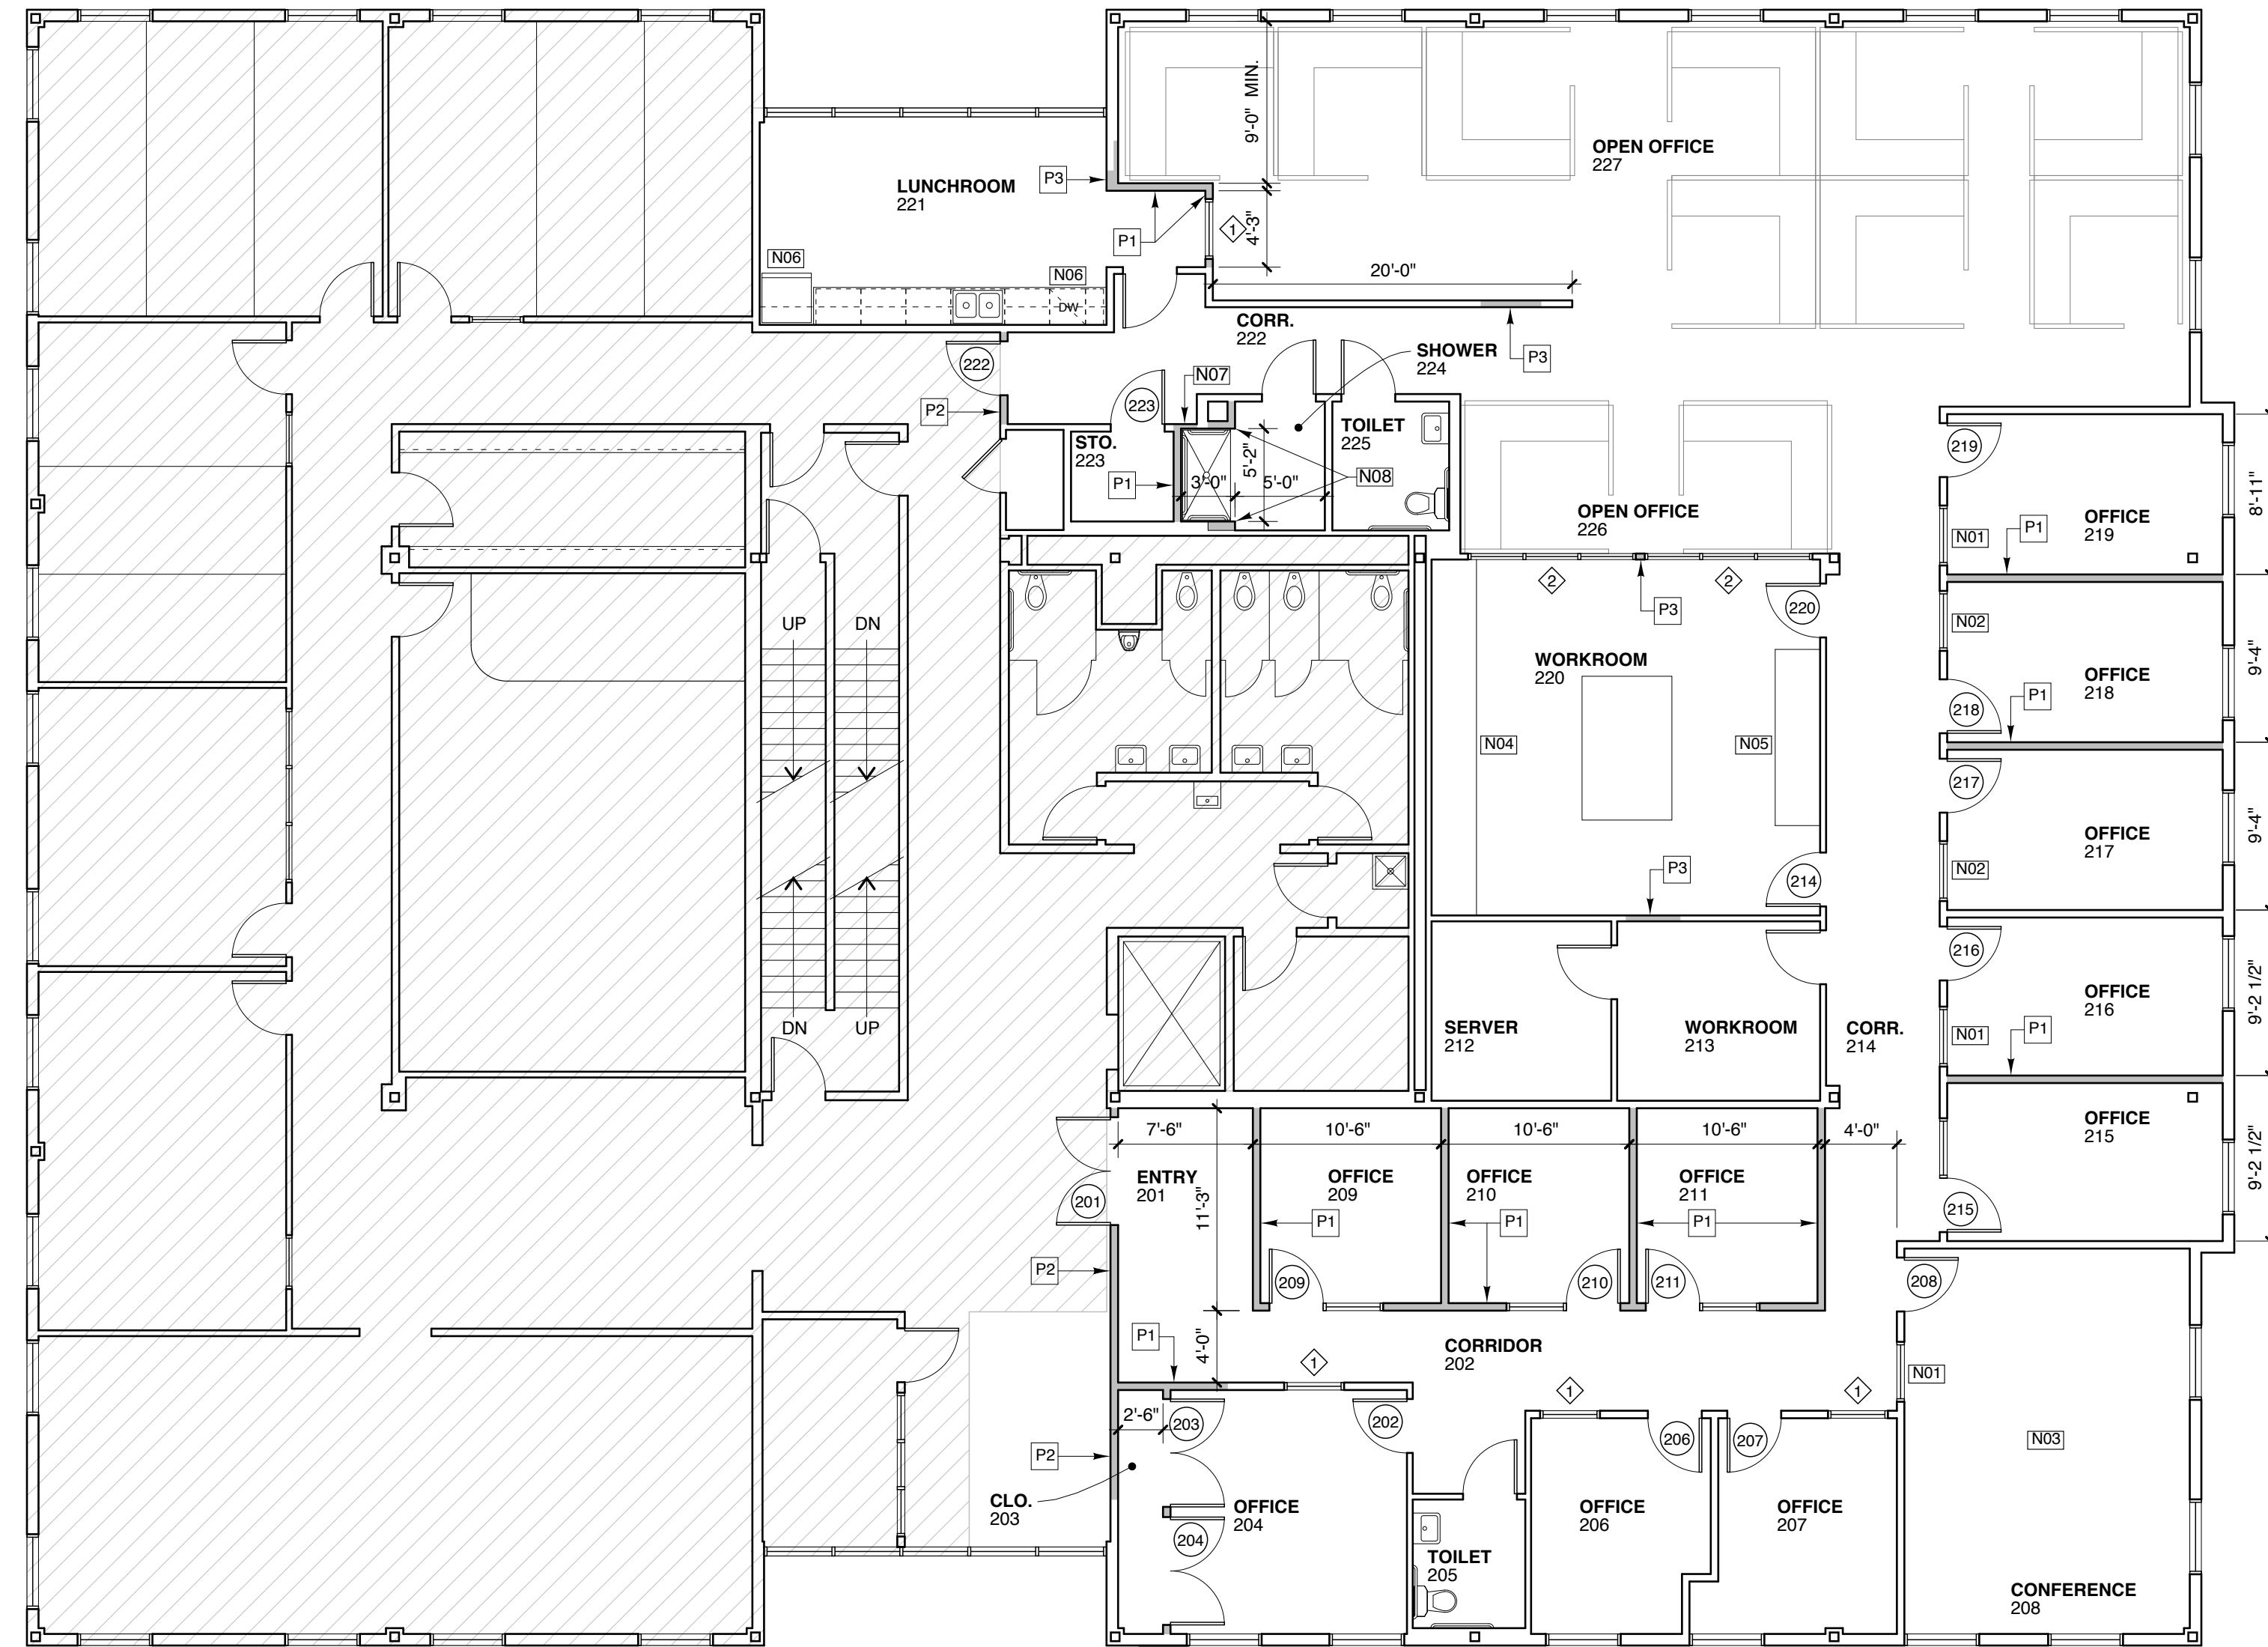 9'-0" MIN.
OPEN OFFICE
227
P3
LUNCHROOM
221
P1
1
4'-3"
N06
N06
DW
20'-0"
CORR.
222
P3
SHOWER
224
222
N07
223
P2
TOILET
225
STO.
223
219
P1
3'-0"
5'-2"
5'-0"
N08
8'-11"
OPEN OFFICE
226
OFFICE
219
P1
N01
2
2
220
P3
UP
DN
N02
WORKROOM
220
OFFICE
218
9'-4"
P1
218
N04
N05
217
OFFICE
217
9'-4"
P3
N02
214
216
OFFICE
216
9'-2 1/2"
DN
UP
SERVER
212
WORKROOM
213
CORR.
214
N01
P1
OFFICE
215
7'-6"
10'-6"
10'-6"
10'-6"
4'-0"
9'-2 1/2"
ENTRY
201
OFFICE
209
OFFICE
210
OFFICE
211
201
11'-3"
P1
P1
P1
215
P2
209
210
211
208
P1
4'-0"
CORRIDOR
202
1
N01
1
1
2'-6"
203
202
206
207
N03
P2
CLO.
203
OFFICE
204
OFFICE
206
OFFICE
207
204
TOILET
205
CONFERENCE
208